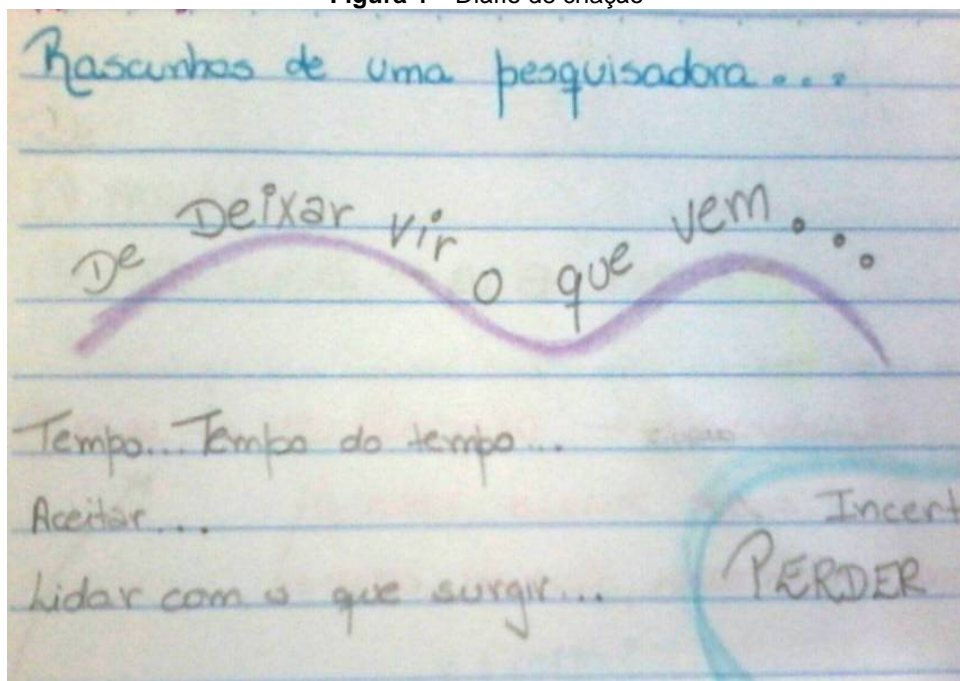 Figura 1 – Diário de criação
Rascunhos de uma pesquisadora...
De Deixar vir o que vem...
Tempo... Tempo do tempo...
Aceitar...
Lidar com o que surgir...
Incert
PERDER